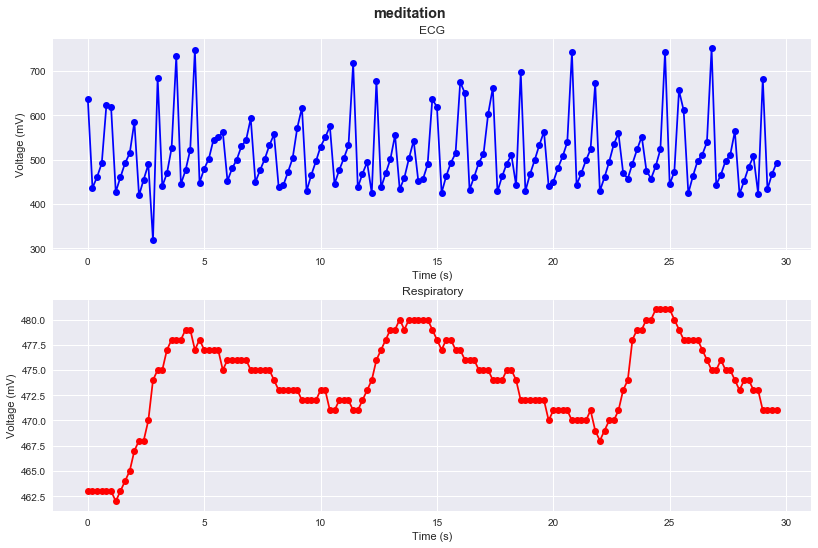 meditation
ECG
Voltage (mV)
700
600
500
400
300
0 5 10 15 20 25 30
Time (s)
Respiratory
Voltage (mV)
480.0
477.5
475.0
472.5
470.0
467.5
465.0
462.5
0 5 10 15 20 25 30
Time (s)